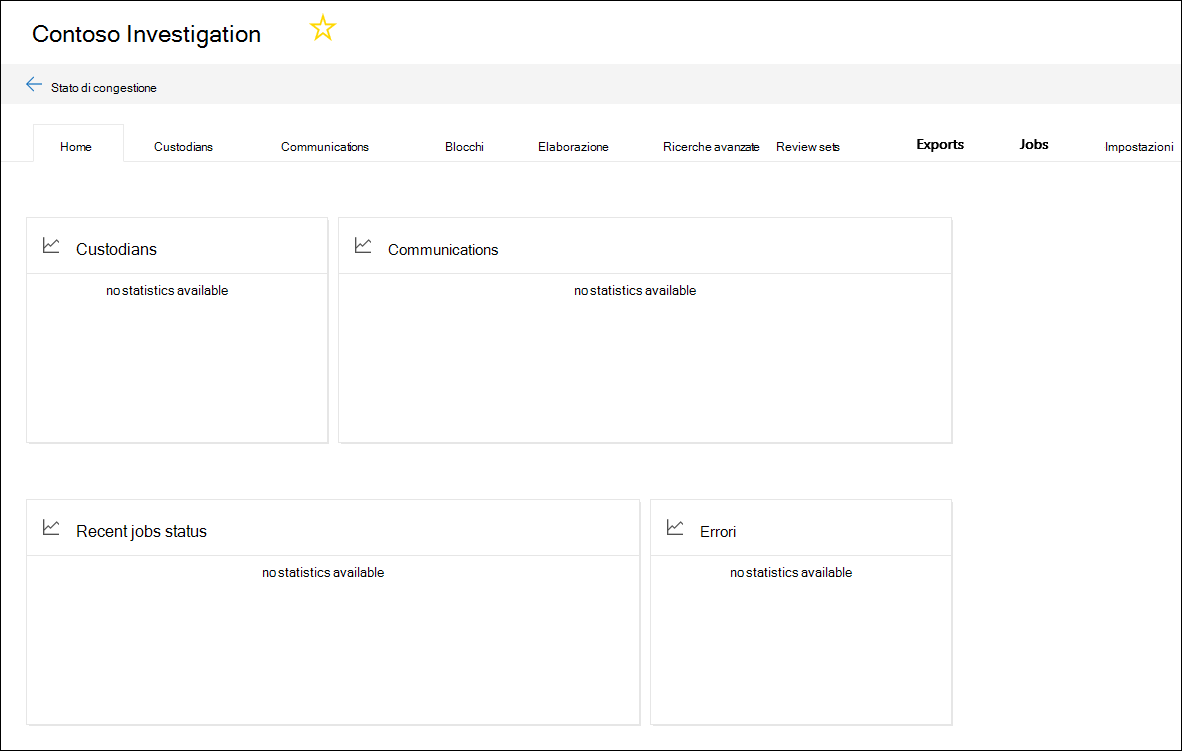 Contoso Investigation
Stato di congestione
Home Custodians Communications Blocchi Elaborazione Ricerche avanzate Review sets Exports Jobs Impostazioni
Custodians Communications
no statistics available no statistics available
Recent jobs status Errori
no statistics available no statistics available